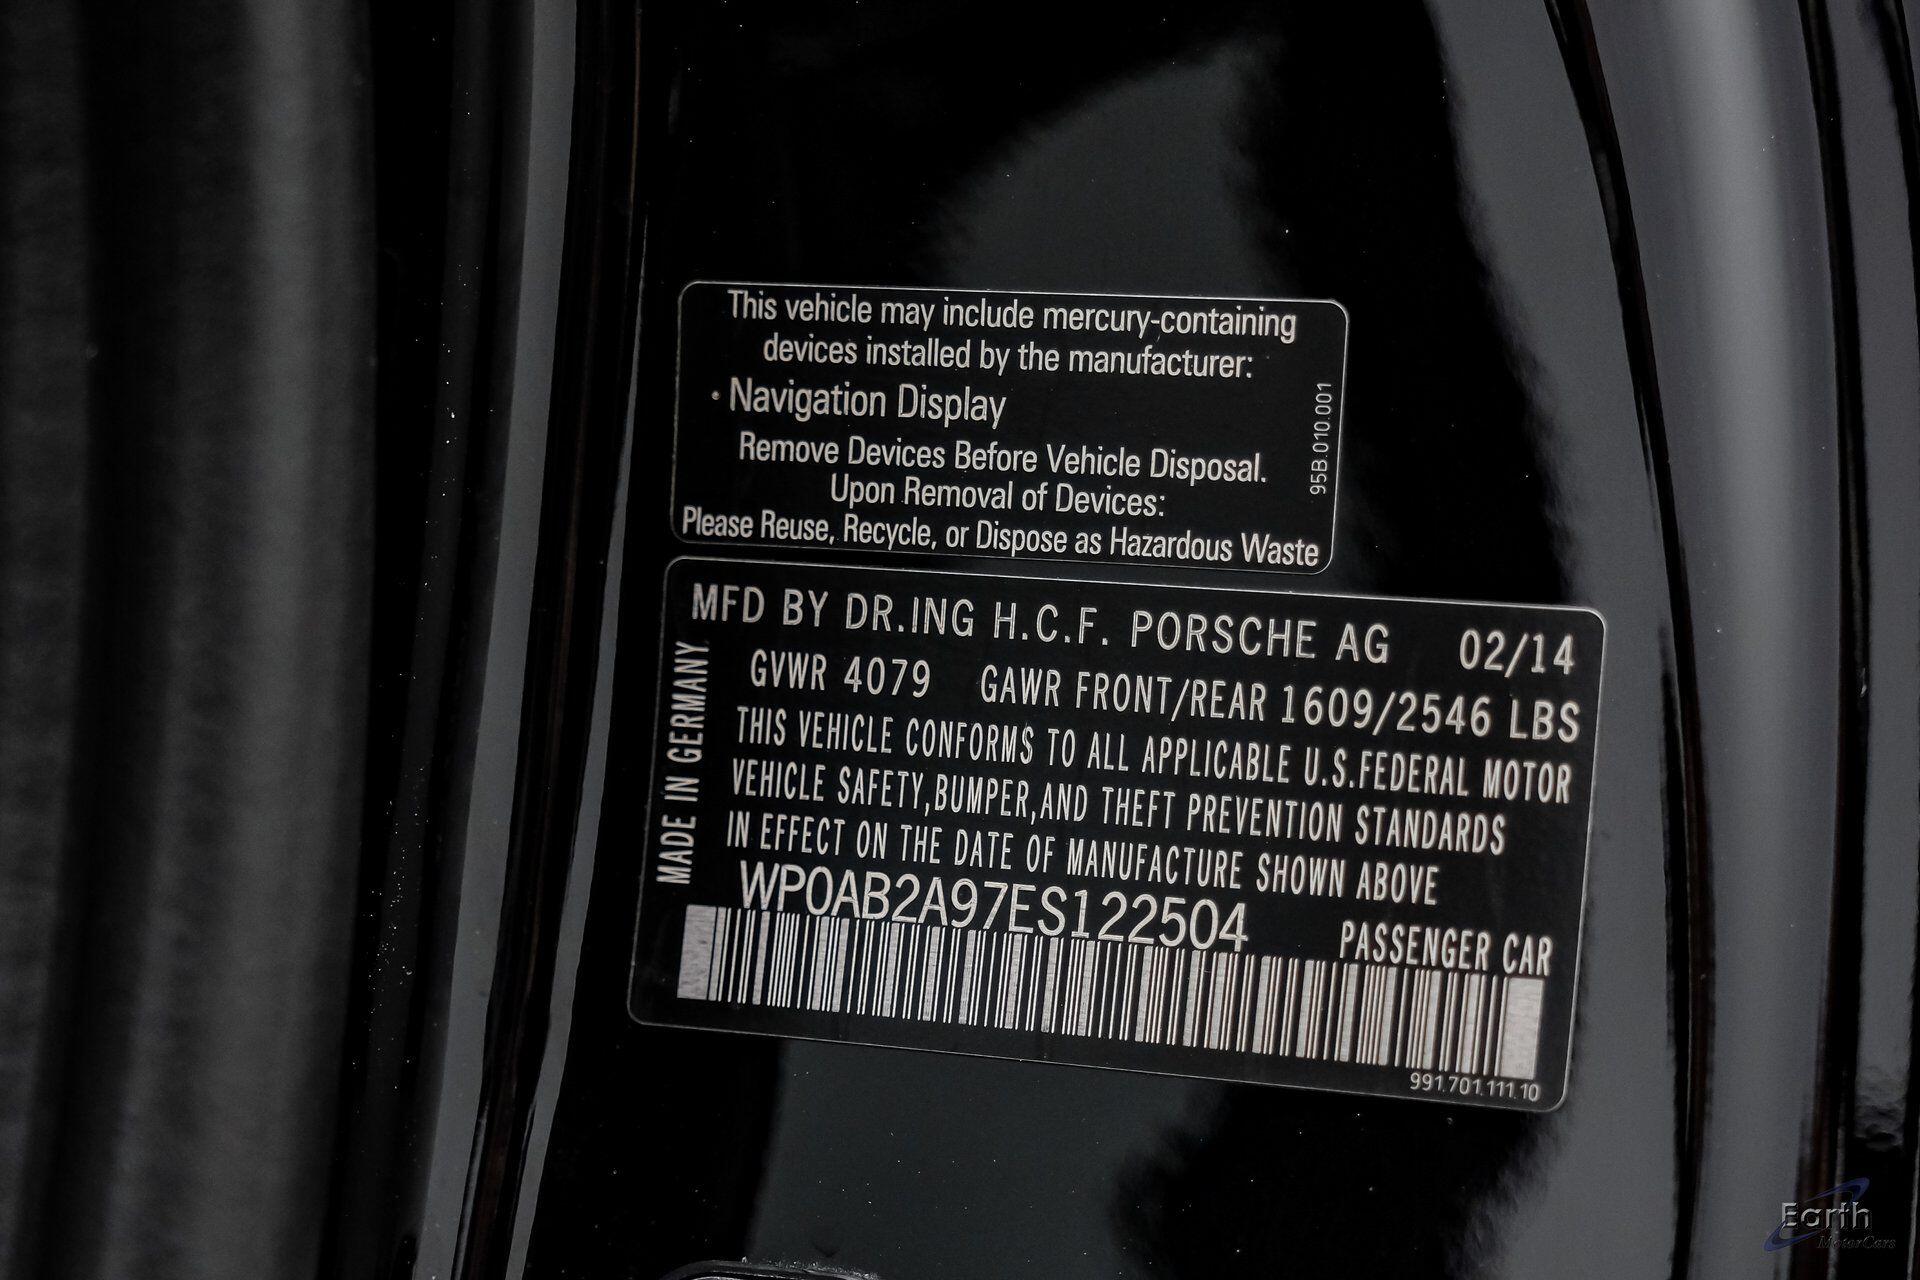 This vehicle may include mercury-containing
devices installed by the manufacturer:
· Navigation Display
Remove Devices Before Vehicle Disposal.
Upon Removal of Devices:
Please Reuse, Recycle, or Dispose as Hazardous Waste
95B.010.001
MFD BY DR.ING H.C.F. PORSCHE AG 02/14
GVWR 4079 GAWR FRONT/REAR 1609/2546 LBS
THIS VEHICLE CONFORMS TO ALL APPLICABLE U.S.FEDERAL MOTOR
VEHICLE SAFETY,BUMPER,AND THEFT PREVENTION STANDARDS
IN EFFECT ON THE DATE OF MANUFACTURE SHOWN ABOVE
WP0AB2A97ES122504
PASSENGER CAR
MADE IN GERMANY
991.701.111.10
Earth
MotorCars